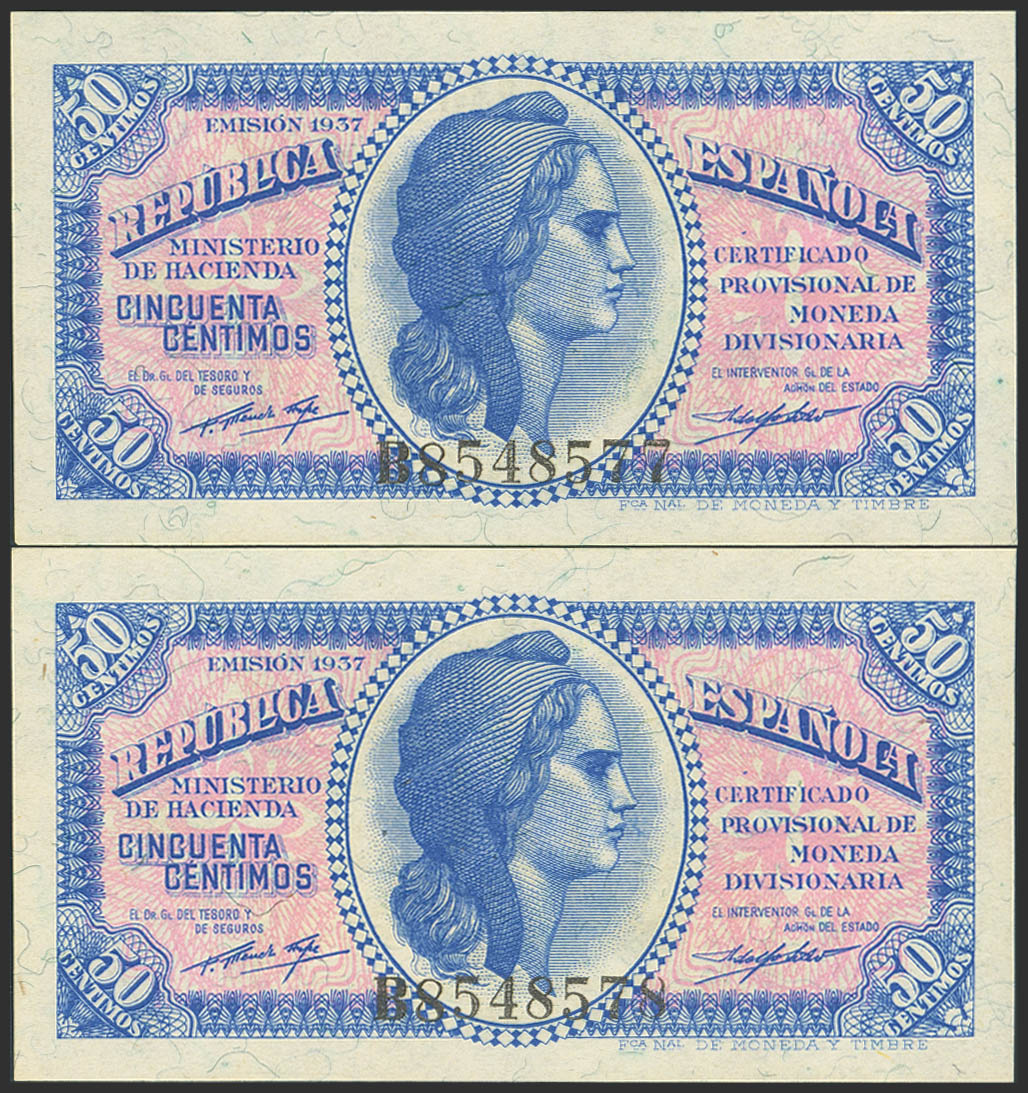 50 CENTIMOS
50 CENTIMOS
EMISIÓN 1937
REPUBLICA ESPAÑOLA
MINISTERIO
DE HACIENDA
CINCUENTA
CÉNTIMOS
EL DR. GL DEL TESORO Y
DE SEGUROS
CERTIFICADO
PROVISIONAL DE
MONEDA
DIVISIONARIA
EL INTERVENTOR GL DE LA
ADMÓN DEL ESTADO
50 CENTIMOS
50 CENTIMOS
B8548577
FCA NAL DE MONEDA Y TIMBRE
50 CENTIMOS
50 CENTIMOS
EMISIÓN 1937
REPUBLICA ESPAÑOLA
MINISTERIO
DE HACIENDA
CINCUENTA
CÉNTIMOS
EL DR. GL DEL TESORO Y
DE SEGUROS
CERTIFICADO
PROVISIONAL DE
MONEDA
DIVISIONARIA
EL INTERVENTOR GL DE LA
ADMÓN DEL ESTADO
50 CENTIMOS
50 CENTIMOS
B8548578
FCA NAL DE MONEDA Y TIMBRE